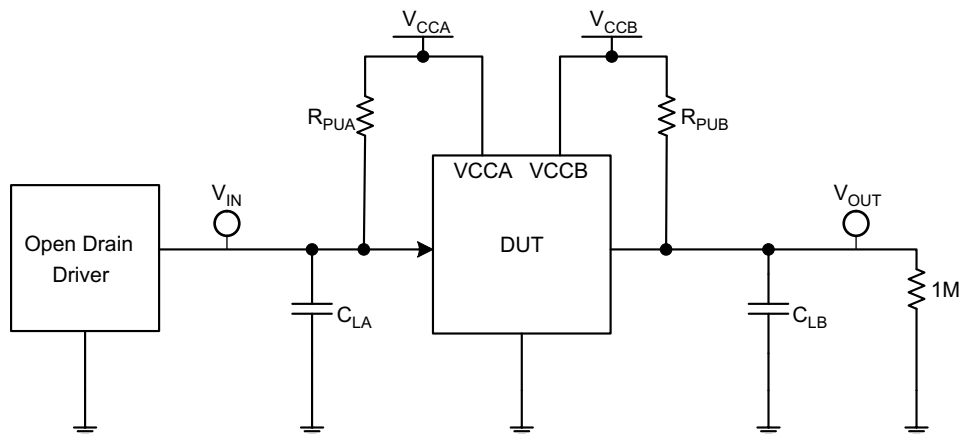 V_CCA
V_CCB
R_PUA
R_PUB
VCCA VCCB
V_IN
V_OUT
Open Drain
Driver
DUT
1M
C_LA
C_LB